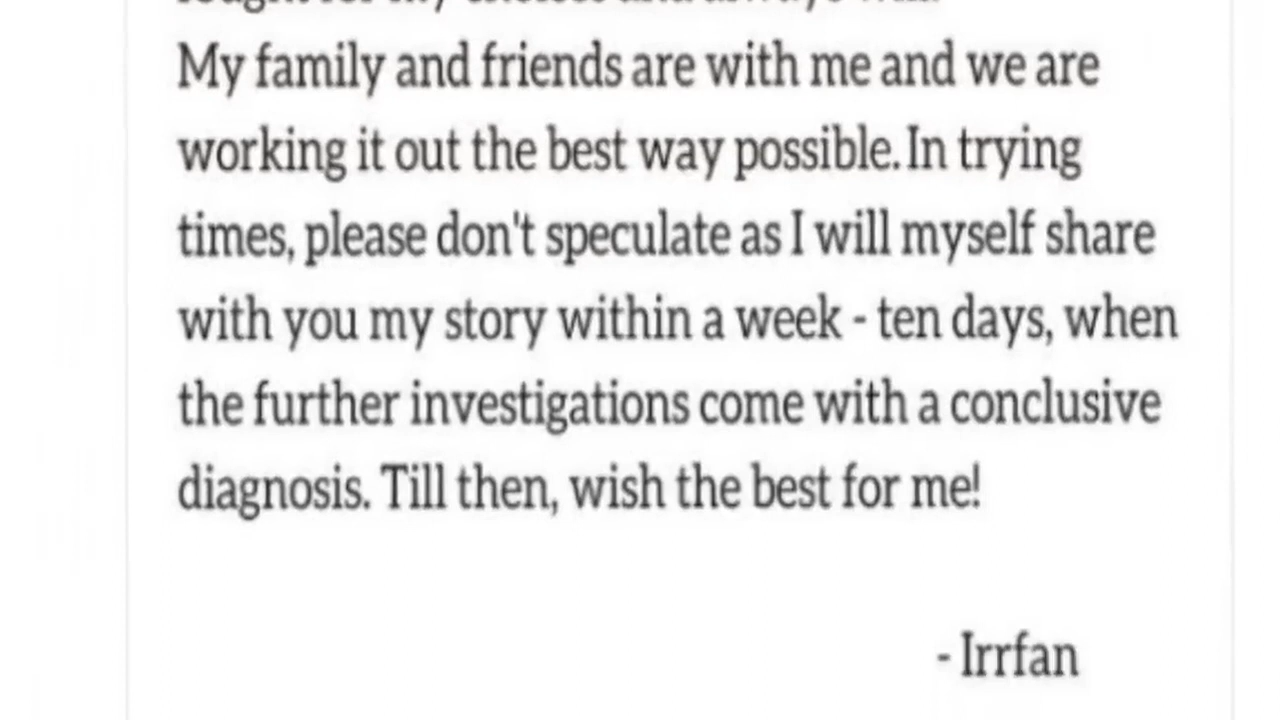 My family and friends are with me and we are
working it out the best way possible. In trying
times, please don't speculate as I will myself share
with you my story within a week - ten days, when
the further investigations come with a conclusive
diagnosis. Till then, wish the best for me!
- Irrfan